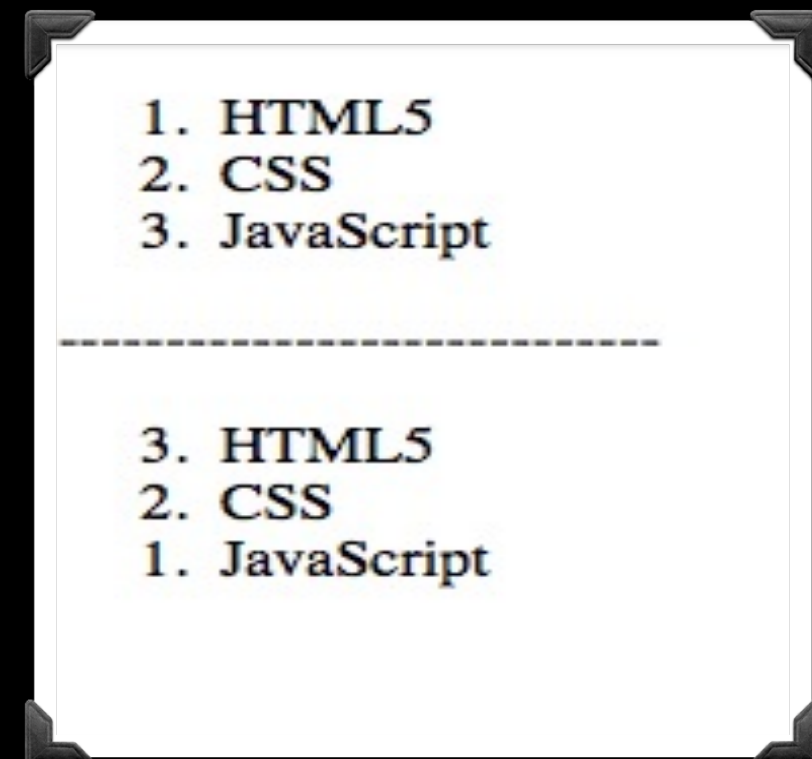 1. HTML5
2. CSS
3. JavaScript
------------------------------
3. HTML5
2. CSS
1. JavaScript